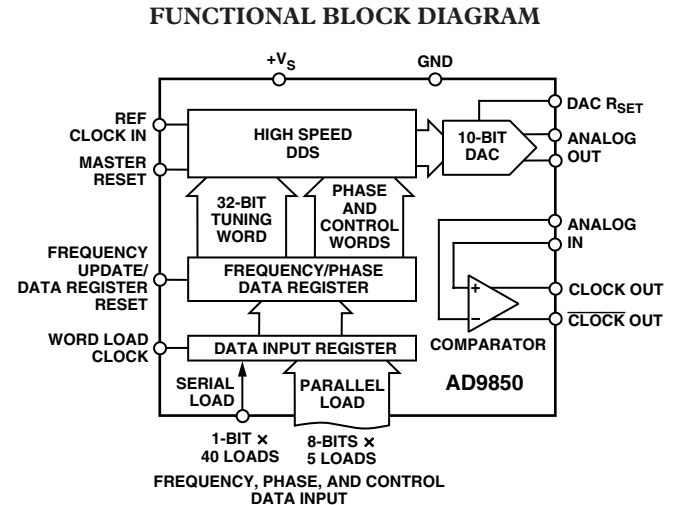 FUNCTIONAL BLOCK DIAGRAM
+VS
GND
REF
CLOCK IN
MASTER
RESET
FREQUENCY
UPDATE/
DATA REGISTER
RESET
WORD LOAD
CLOCK
HIGH SPEED
DDS
32-BIT
TUNING
WORD
PHASE
AND
CONTROL
WORDS
FREQUENCY/PHASE
DATA REGISTER
DATA INPUT REGISTER
SERIAL
LOAD
PARALLEL
LOAD
10-BIT
DAC
DAC RSET
ANALOG
OUT
ANALOG
IN
+
–
CLOCK OUT
CLOCK OUT
COMPARATOR
AD9850
1-BIT ×
40 LOADS
8-BITS ×
5 LOADS
FREQUENCY, PHASE, AND CONTROL
DATA INPUT